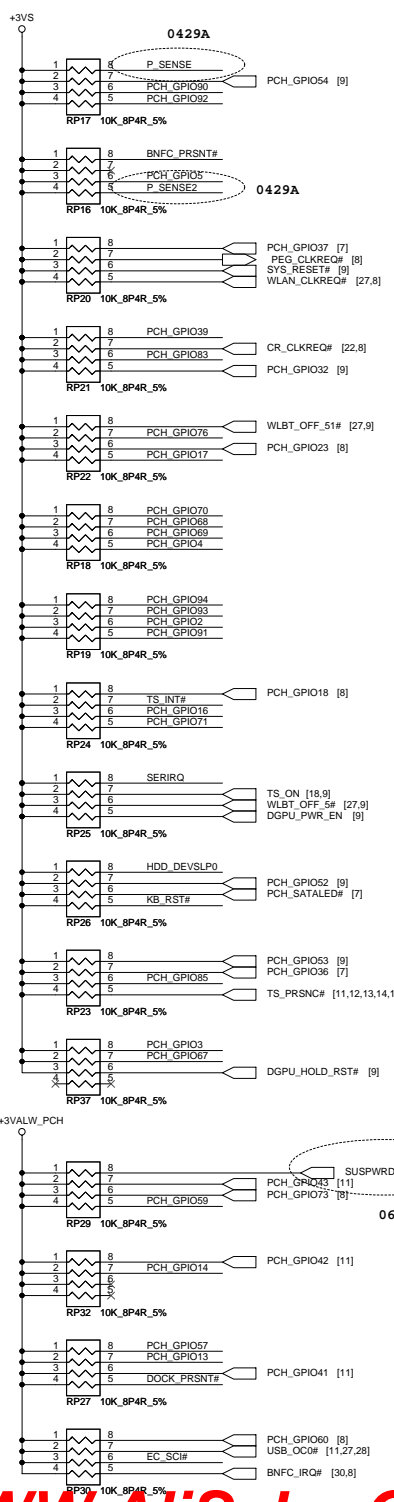 +3VS
0429A
1 8 P_SENSE
2 7 PCH_GPIO54 [9]
3 6 PCH_GPIO90
4 5 PCH_GPIO92
RP17 10K_8P4R_5%
1 8 BNFC_PRSNT#
2 7
3 6 PCH_GPIO5
4 5 P_SENSE2 0429A
RP16 10K_8P4R_5%
1 8 PCH_GPIO37 [7]
2 7 PEG_CLKREQ# [8]
3 6 SYS_RESET# [9]
4 5 WLAN_CLKREQ# [27,8]
RP20 10K_8P4R_5%
1 8 PCH_GPIO39
2 7 CR_CLKREQ# [22,8]
3 6 PCH_GPIO83
4 5 PCH_GPIO32 [9]
RP21 10K_8P4R_5%
1 8 WLBT_OFF_51# [27,9]
2 7 PCH_GPIO76
3 6 PCH_GPIO23 [8]
4 5 PCH_GPIO17
RP22 10K_8P4R_5%
1 8 PCH_GPIO70
2 7 PCH_GPIO68
3 6 PCH_GPIO69
4 5 PCH_GPIO4
RP18 10K_8P4R_5%
1 8 PCH_GPIO94
2 7 PCH_GPIO93
3 6 PCH_GPIO2
4 5 PCH_GPIO91
RP19 10K_8P4R_5%
1 8 PCH_GPIO18 [8]
2 7 TS_INT#
3 6 PCH_GPIO16
4 5 PCH_GPIO71
RP24 10K_8P4R_5%
1 8 SERIRQ
2 7 TS_ON [18,9]
3 6 WLBT_OFF_5# [27,9]
4 5 DGPU_PWR_EN [9]
RP25 10K_8P4R_5%
1 8 HDD_DEVSLP0
2 7 PCH_GPIO52 [9]
3 6 PCH_SATALED# [7]
4 5 KB_RST#
RP26 10K_8P4R_5%
1 8 PCH_GPIO53 [9]
2 7 PCH_GPIO36 [7]
3 6 PCH_GPIO85
4 5 TS_PRSNC# [11,12,13,14,1
RP23 10K_8P4R_5%
1 8 PCH_GPIO3
2 7 PCH_GPIO67
3 6 DGPU_HOLD_RST# [9]
4 5
RP37 10K_8P4R_5%
+3VALW_PCH
1 8 SUSPWRD
2 7 PCH_GPIO43 [11]
3 6 PCH_GPIO73 [8]
4 5 PCH_GPIO59
06
RP29 10K_8P4R_5%
1 8 PCH_GPIO42 [11]
2 7 PCH_GPIO14
3 6
4 5
RP32 10K_8P4R_5%
1 8 PCH_GPIO57
2 7 PCH_GPIO13
3 6 PCH_GPIO41 [11]
4 5 DOCK_PRSNT#
RP27 10K_8P4R_5%
1 8 PCH_GPIO60 [8]
2 7 USB_OC0# [11,27,28]
3 6 EC_SCI#
4 5 BNFC_IRQ# [30,8]
RP30 10K_8P4R_5%